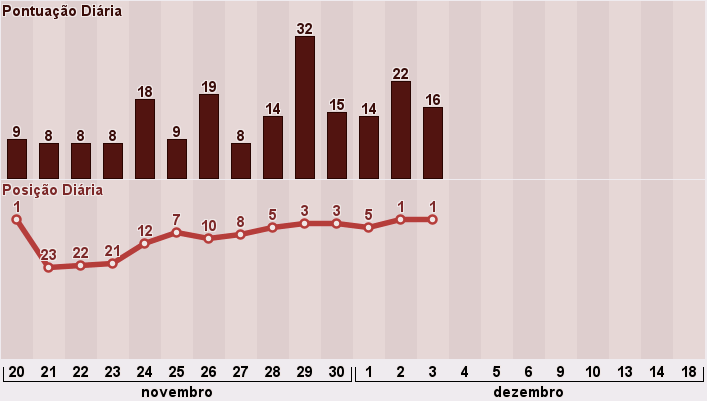 Pontuação Diária
9 8 8 8 18 9 19 8 14 32 15 14 22 16
Posição Diária
1 23 22 21 12 7 10 8 5 3 3 5 1 1
20 21 22 23 24 25 26 27 28 29 30 1 2 3 4 5 6 9 10 13 14 18
novembro dezembro